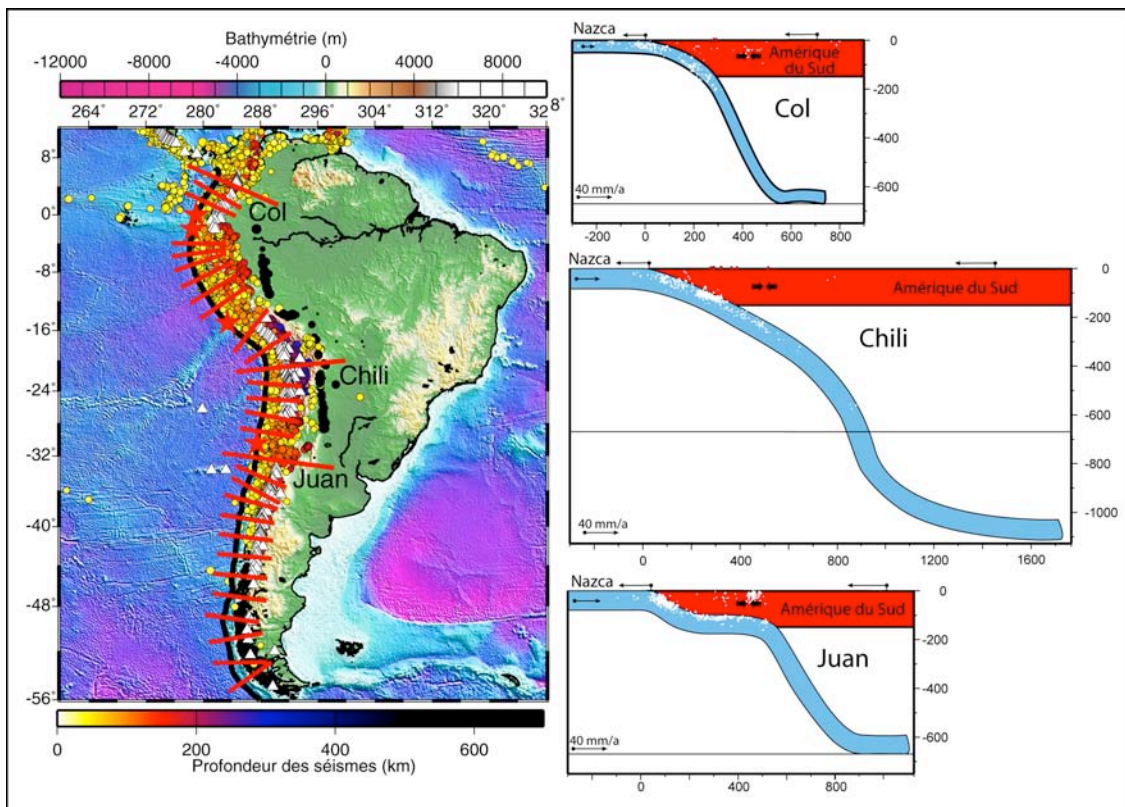 Bathymétrie (m)
-12000 -8000 -4000 0 4000 8000
264° 272° 280° 288° 296° 304° 312° 320° 328°
8°
0°
-8°
-16°
-24°
-32°
-40°
-48°
-56°
Col
Chili
Juan
0 200 400 600
Profondeur des séismes (km)
Nazca
Amérique
du Sud
Col
40 mm/a
0
-200
-400
-600
-200 0 200 400 600 800
Nazca
Amérique du Sud
Chili
40 mm/a
0
-200
-400
-600
-800
-1000
0 400 800 1200 1600
Nazca
Amérique du Sud
Juan
40 mm/a
0
-200
-400
-600
0 400 800